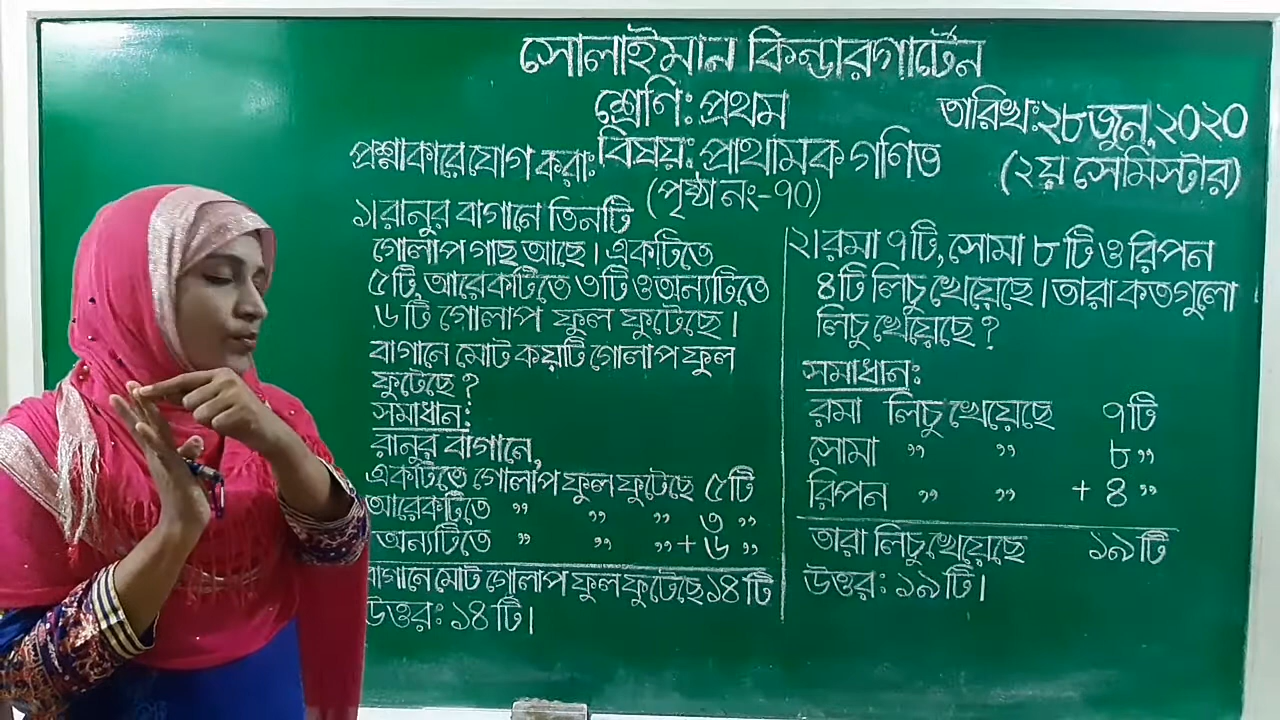 সোলাইমান কিন্ডারগার্টেন
শ্রেণি: প্রথম
তারিখ: ২৮ জুন, ২০২০
প্রশ্নাকারে যোগ করা:
বিষয়: প্রাথমিক গণিত
(২য় সেমিস্টার)
(পৃষ্ঠা নং-৭০)
১। রানুর বাগানে তিনটি
গোলাপ গাছ আছে। একটিতে
৫টি, আরেকটিতে ৩টি ও অন্যটিতে
৬টি গোলাপ ফুল ফুটেছে।
বাগানে মোট কয়টি গোলাপ ফুল
ফুটেছে?
সমাধান:
রানুর বাগানে,
একটিতে গোলাপ ফুল ফুটেছে ৫টি
আরেকটিতে ,, ,, ,, ৩ ,,
অন্যটিতে ,, ,, ,, + ৬ ,,
বাগানে মোট গোলাপ ফুল ফুটেছে ১৪টি
উত্তর: ১৪টি।
২। রমা ৭টি, সোমা ৮টি ও রিপন
৪টি লিচু খেয়েছে। তারা কতগুলো
লিচু খেয়েছে?
সমাধান:
রমা লিচু খেয়েছে ৭টি
সোমা ,, ,, ৮ ,,
রিপন ,, ,, + ৪ ,,
তারা লিচু খেয়েছে ১৯টি
উত্তর: ১৯টি।